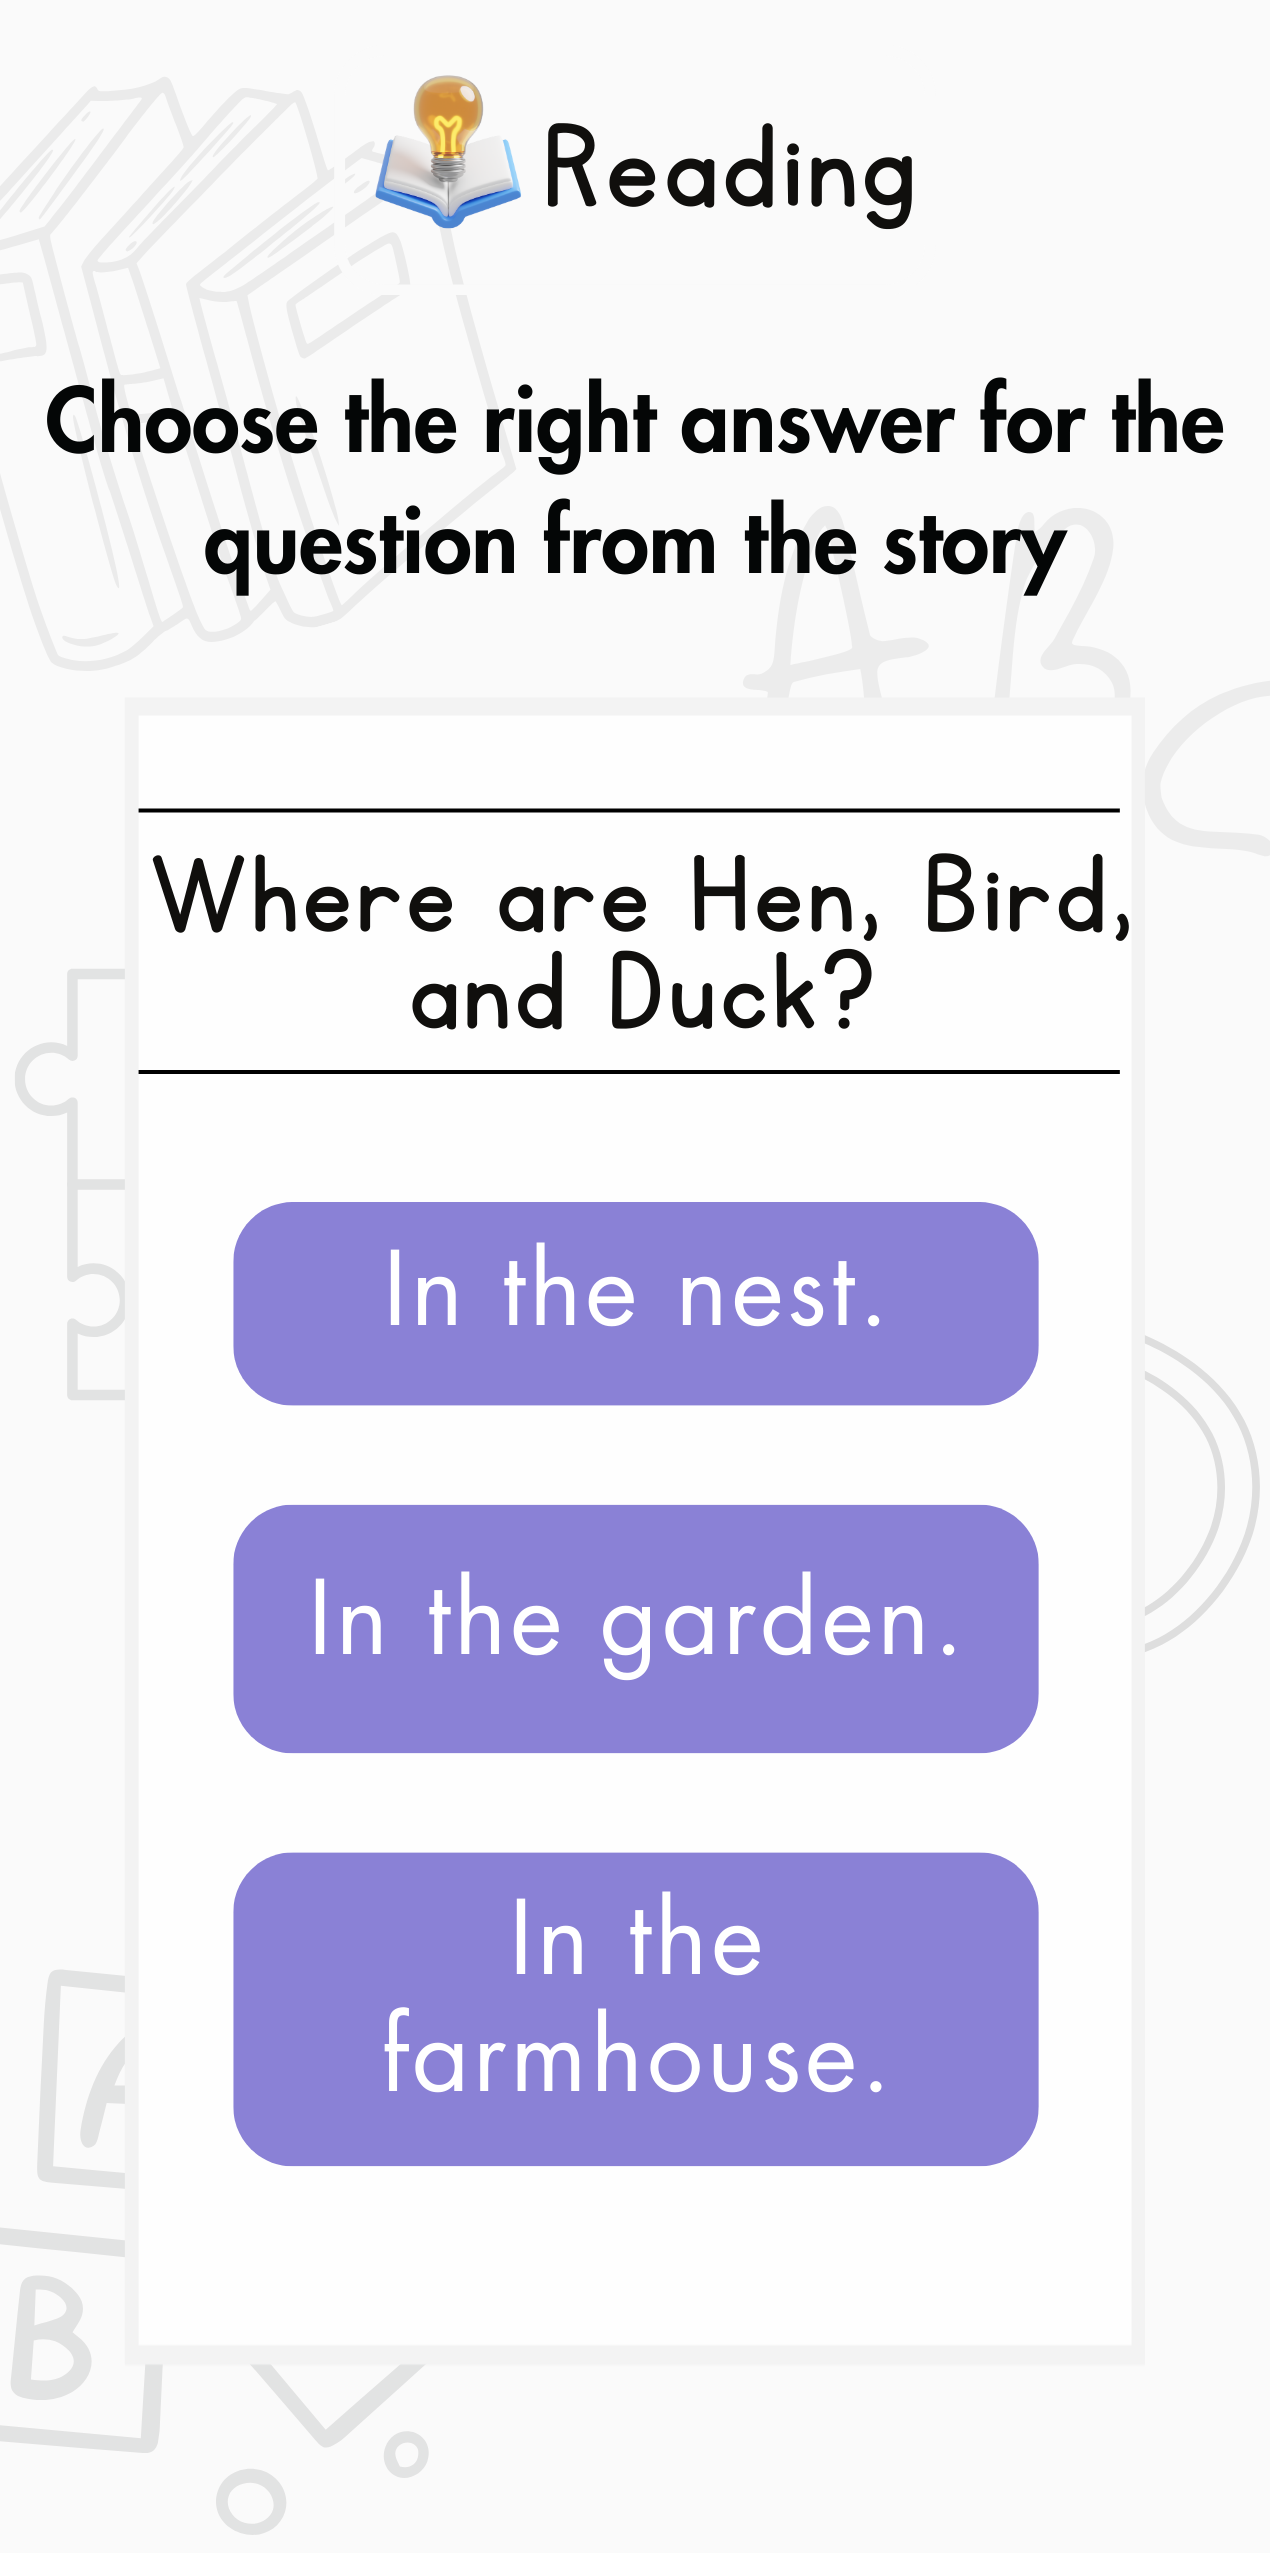 Reading
Choose the right answer for the
question from the story
A B C
Where are Hen, Bird,
and Duck?
In the nest.
In the garden.
In the
farmhouse.
A
B